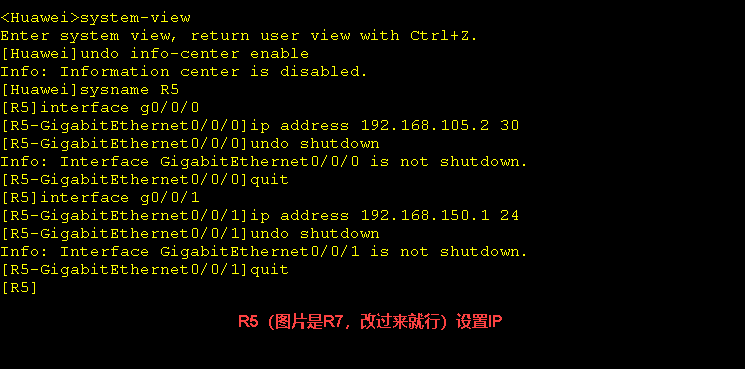 <Huawei>system-view
Enter system view, return user view with Ctrl+Z.
[Huawei]undo info-center enable
Info: Information center is disabled.
[Huawei]sysname R5
[R5]interface g0/0/0
[R5-GigabitEthernet0/0/0]ip address 192.168.105.2 30
[R5-GigabitEthernet0/0/0]undo shutdown
Info: Interface GigabitEthernet0/0/0 is not shutdown.
[R5-GigabitEthernet0/0/0]quit
[R5]interface g0/0/1
[R5-GigabitEthernet0/0/1]ip address 192.168.150.1 24
[R5-GigabitEthernet0/0/1]undo shutdown
Info: Interface GigabitEthernet0/0/1 is not shutdown.
[R5-GigabitEthernet0/0/1]quit
[R5]
R5（图片是R7，改过来就行）设置IP